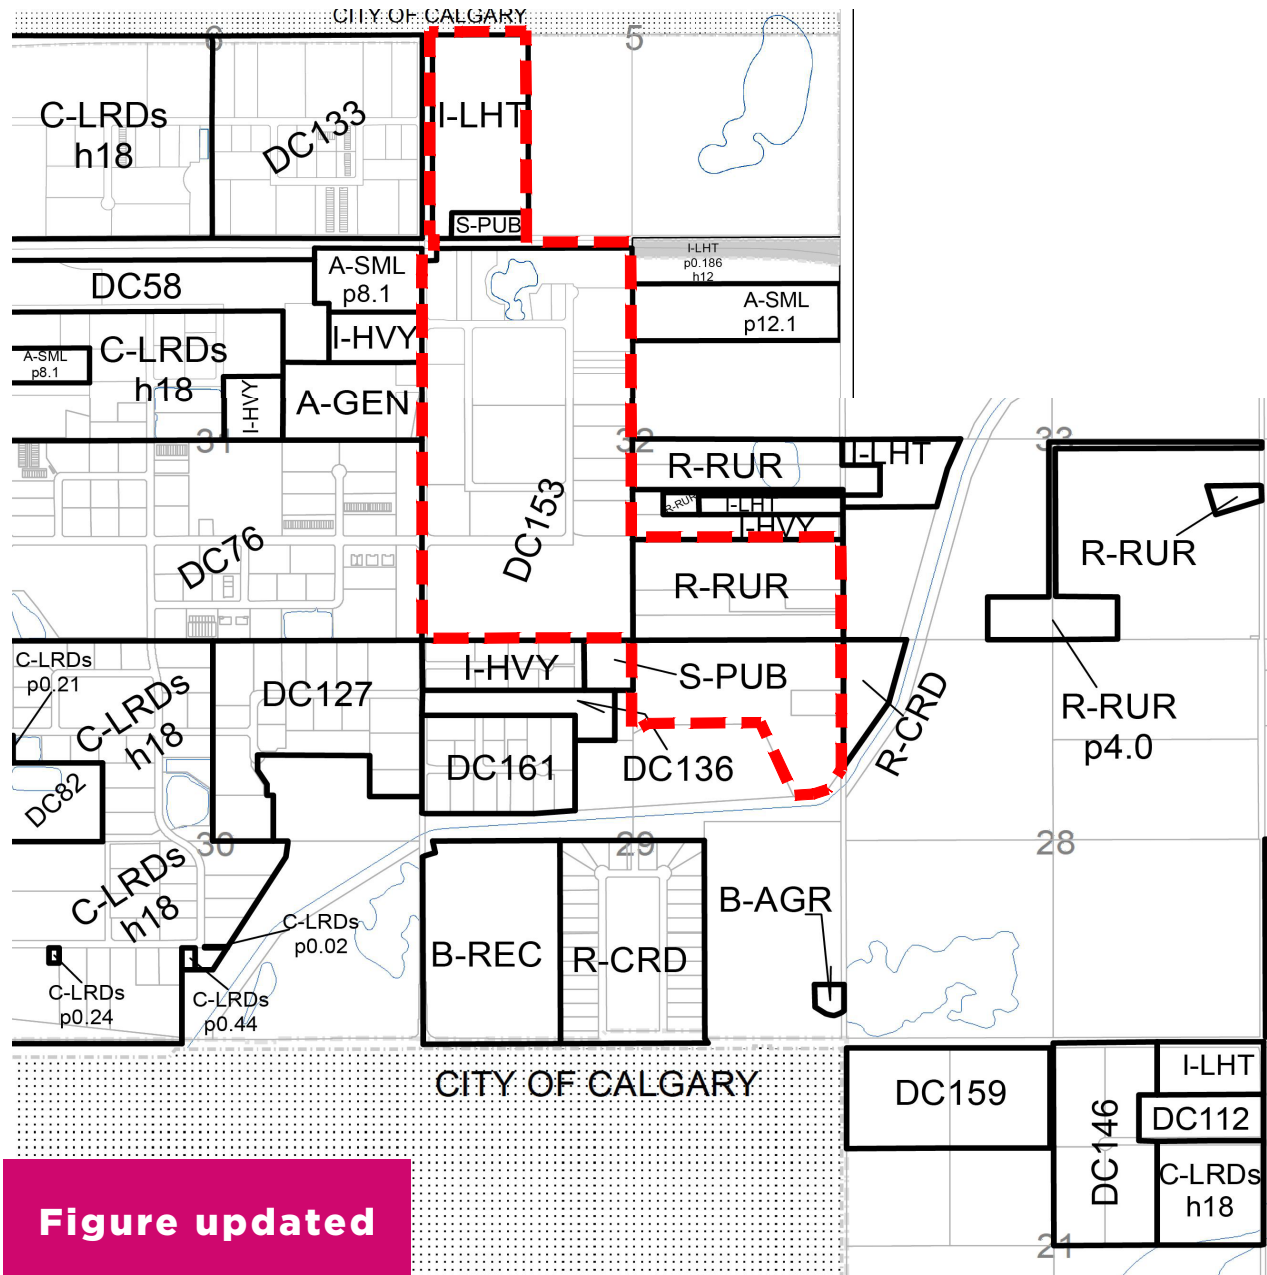 CITY OF CALGARY
6
5
C-LRDs
h18
DC133
I-LHT
S-PUB
DC58
A-SML
p8.1
I-LHT
p0.186
h12
A-SML
p12.1
C-LRDs
h18
I-HVY
A-SML
p8.1
I-HVY
A-GEN
31
32
33
R-RUR
I-LHT
R-RUR
I-LHT
I-HVY
DC153
DC76
R-RUR
R-RUR
C-LRDs
p0.21
C-LRDs
h18
DC127
I-HVY
S-PUB
R-CRD
R-RUR
p4.0
DC82
DC161
DC136
30
29
28
C-LRDs
h18
B-AGR
C-LRDs
p0.02
B-REC
R-CRD
C-LRDs
p0.24
C-LRDs
p0.44
CITY OF CALGARY
DC159
DC146
I-LHT
DC112
C-LRDs
h18
21
Figure updated